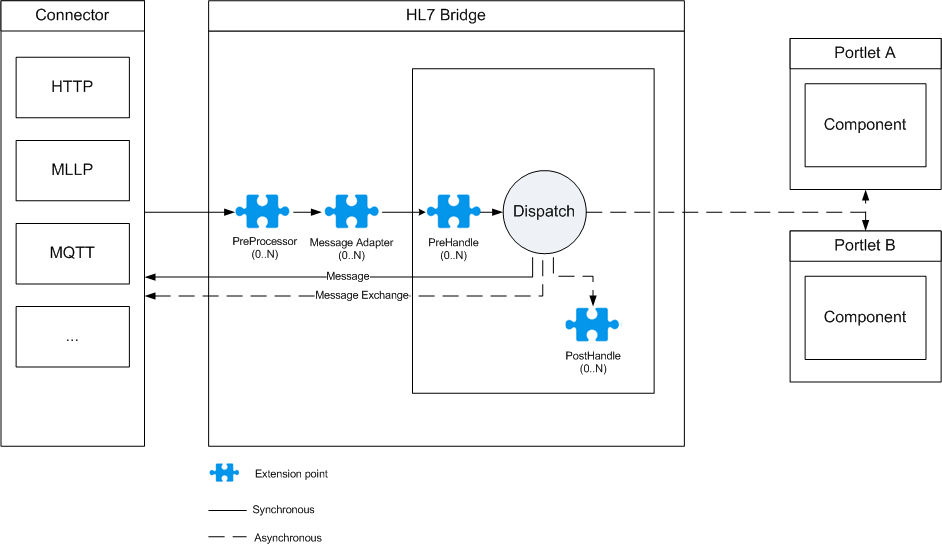 Connector
HTTP
MLLP
MQTT
...
HL7 Bridge
PreProcessor
(0..N)
Message Adapter
(0..N)
PreHandle
(0..N)
Dispatch
Message
Message Exchange
PostHandle
(0..N)
Portlet A
Component
Portlet B
Component
Extension point
Synchronous
Asynchronous